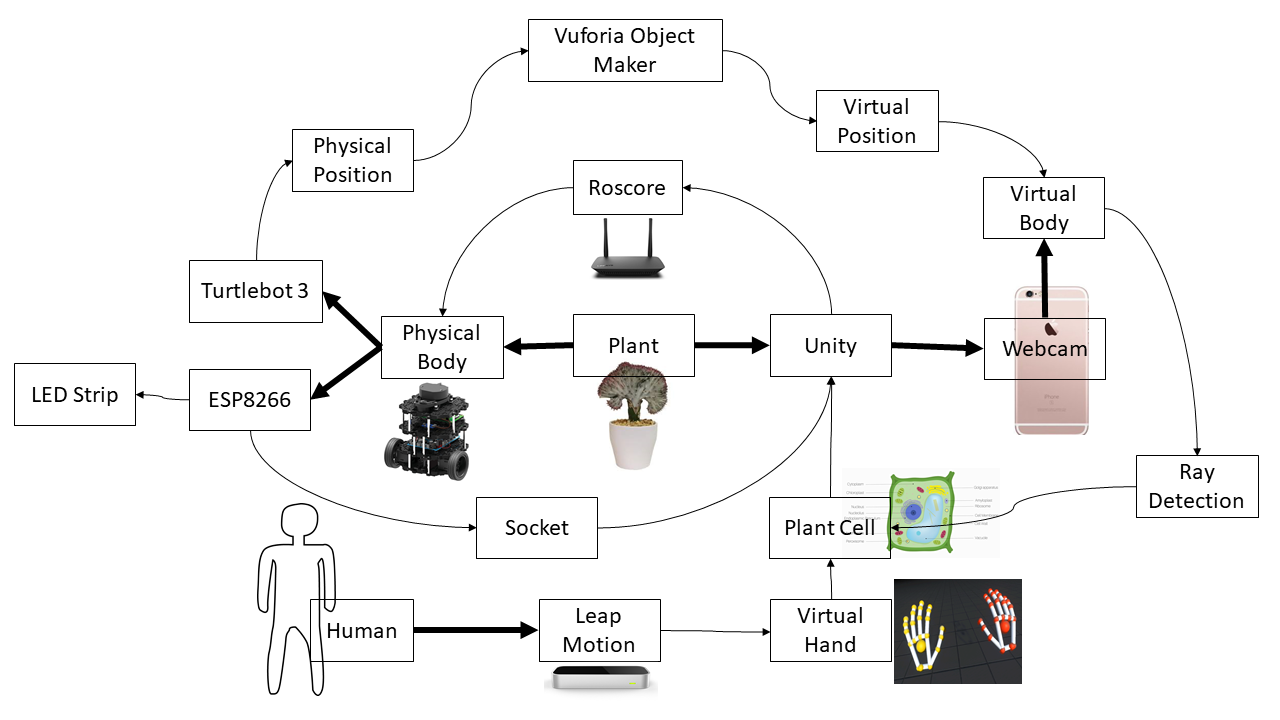 Vuforia Object
Maker
Virtual
Position
Physical
Position
Roscore
Virtual
Body
Turtlebot 3
Physical
Body
Plant
Unity
Webcam
LED Strip
ESP8266
Ray
Detection
Socket
Plant Cell
Human
Leap
Motion
Virtual
Hand